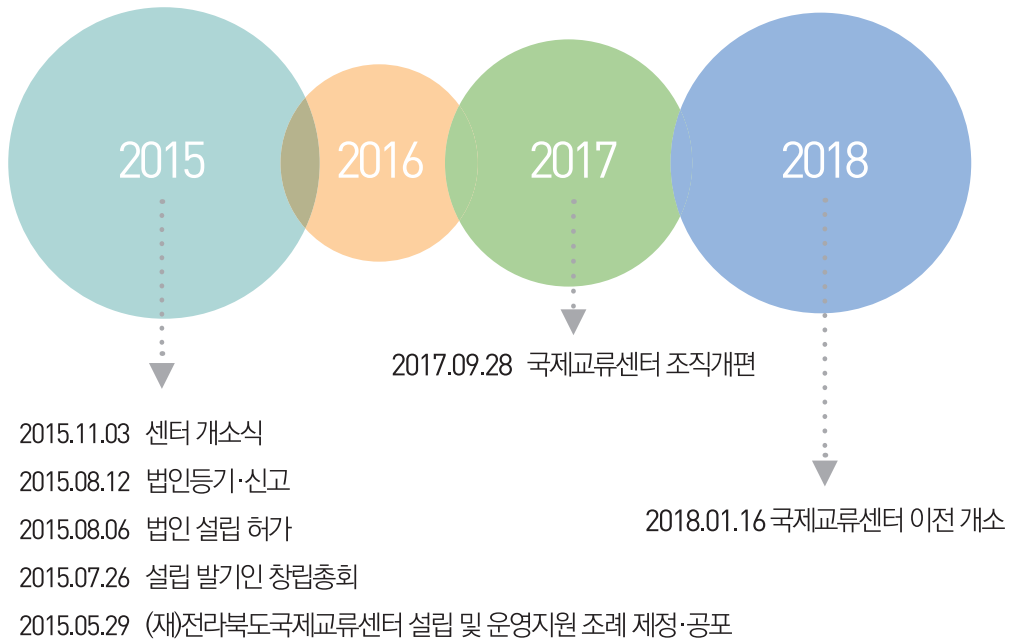 2015
2016
2017
2018
2017.09.28 국제교류센터 조직개편
2015.11.03 센터 개소식
2015.08.12 법인등기·신고
2015.08.06 법인 설립 허가
2018.01.16 국제교류센터 이전 개소
2015.07.26 설립 발기인 창립총회
2015.05.29 (재)전라북도국제교류센터 설립 및 운영지원 조례 제정·공포